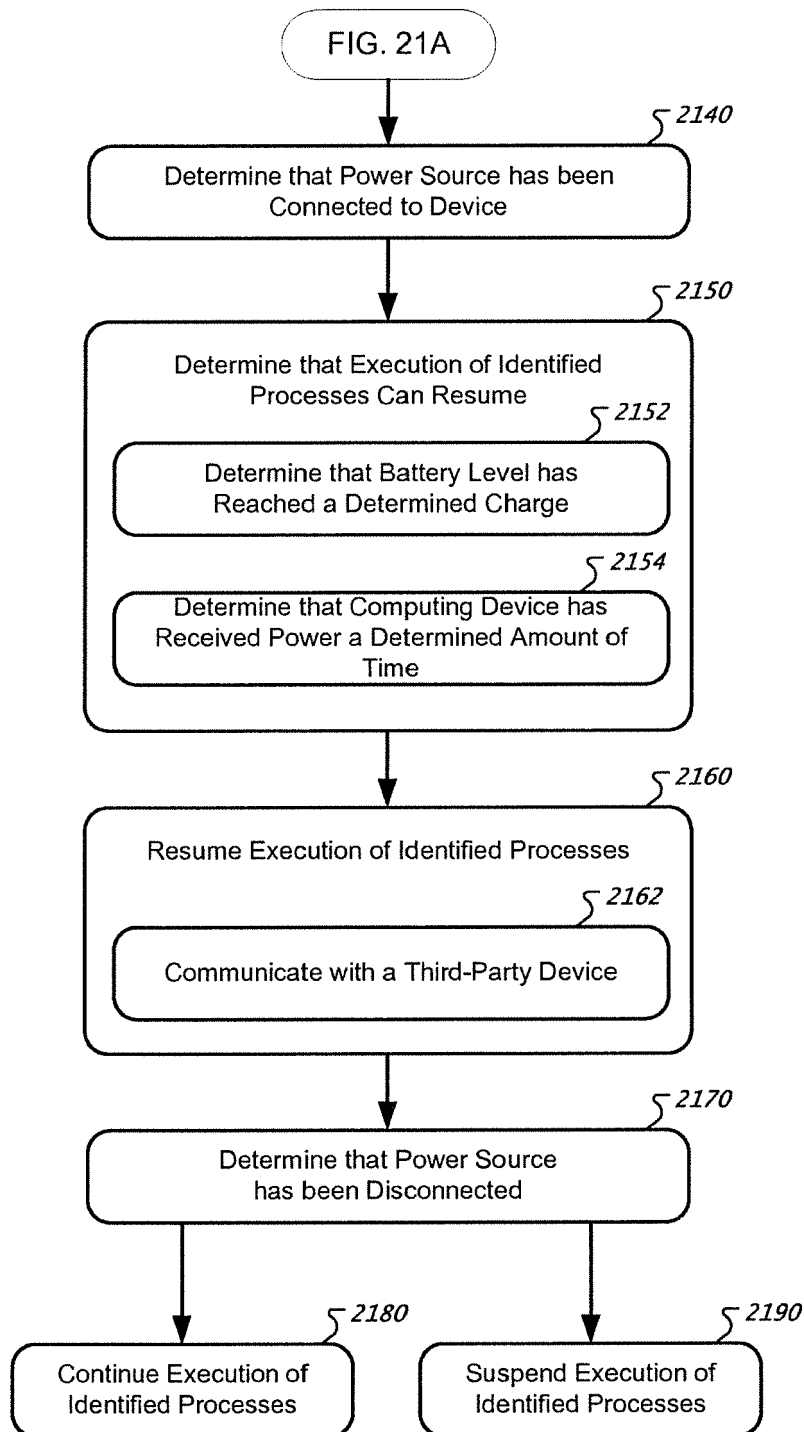 FIG. 21A
2140
Determine that Power Source has been
Connected to Device
2150
Determine that Execution of Identified
Processes Can Resume
2152
Determine that Battery Level has
Reached a Determined Charge
2154
Determine that Computing Device has
Received Power a Determined Amount of
Time
2160
Resume Execution of Identified Processes
2162
Communicate with a Third-Party Device
2170
Determine that Power Source
has been Disconnected
2180
Continue Execution of
Identified Processes
2190
Suspend Execution of
Identified Processes